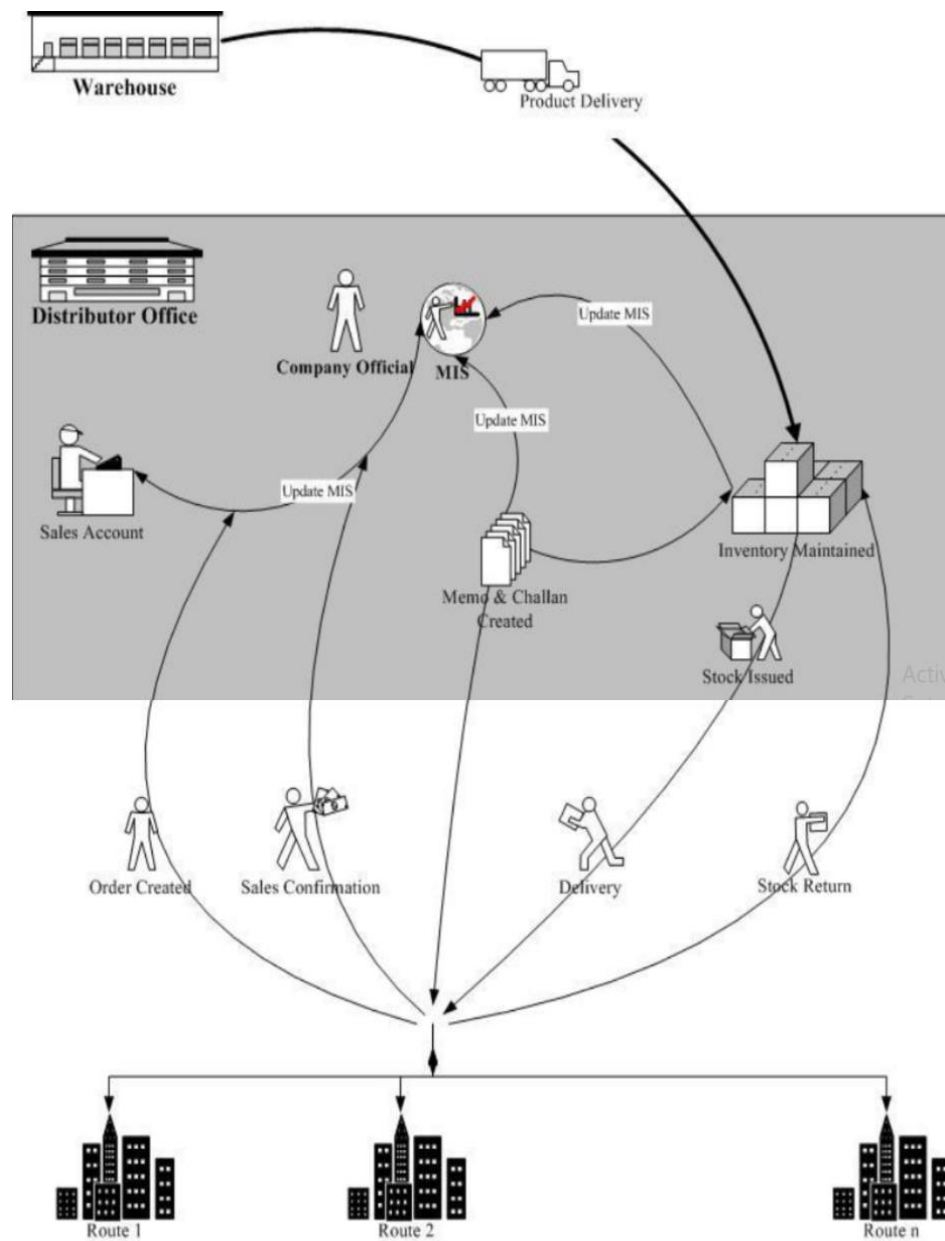 Warehouse
Product Delivery
Distributor Office
Company Official
MIS
Update MIS
Update MIS
Sales Account
Update MIS
Memo & Challan
Created
Inventory Maintained
Stock Issued
Activ
Order Created
Sales Confirmation
Delivery
Stock Return
Route 1
Route 2
Route n